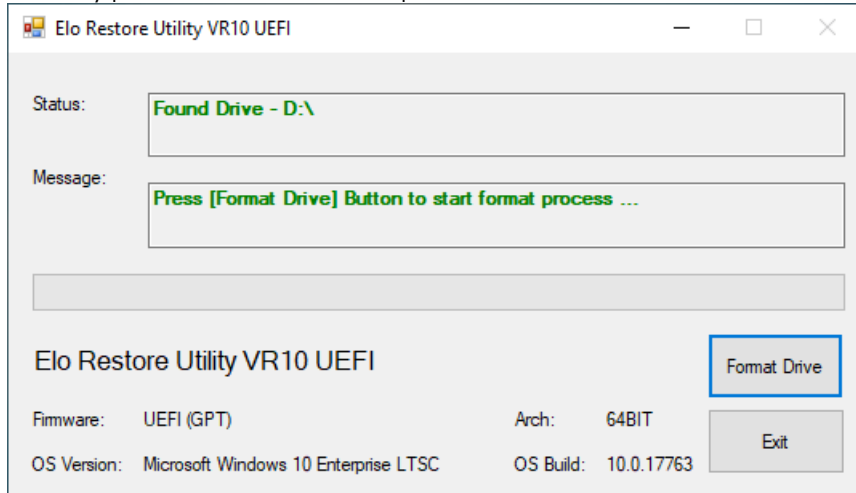 Elo Restore Utility VR10 UEFI
Status:
Found Drive - D:\
Message:
Press [Format Drive] Button to start format process ...
Elo Restore Utility VR10 UEFI
Format Drive
Firmware: UEFI (GPT) Arch: 64BIT
Exit
OS Version: Microsoft Windows 10 Enterprise LTSC OS Build: 10.0.17763